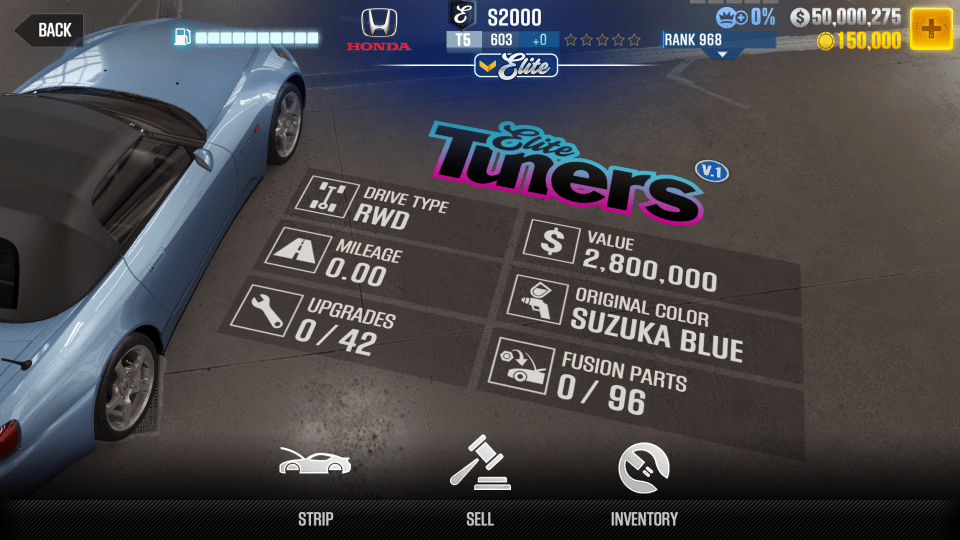 BACK
HONDA
S2000
T5 603 +0
RANK 968
0%
50,000,275
150,000
Elite
Elite
Tuners
V.1
DRIVE TYPE
RWD
MILEAGE
0.00
UPGRADES
0 / 42
VALUE
2,800,000
ORIGINAL COLOR
SUZUKA BLUE
FUSION PARTS
0 / 96
STRIP
SELL
INVENTORY